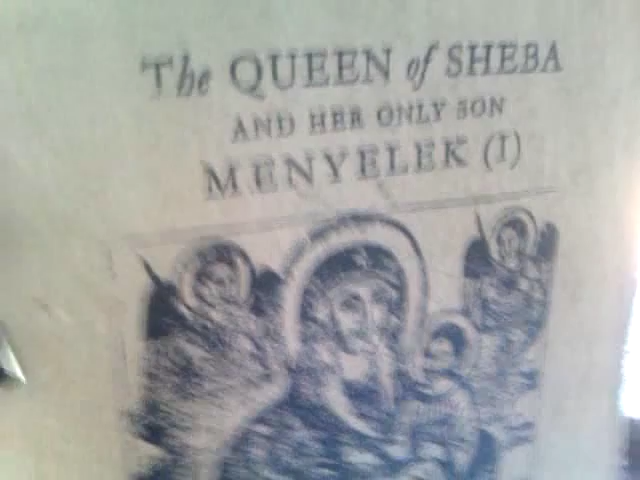 The QUEEN of SHEBA
AND HER ONLY SON
MENYELEK (I)